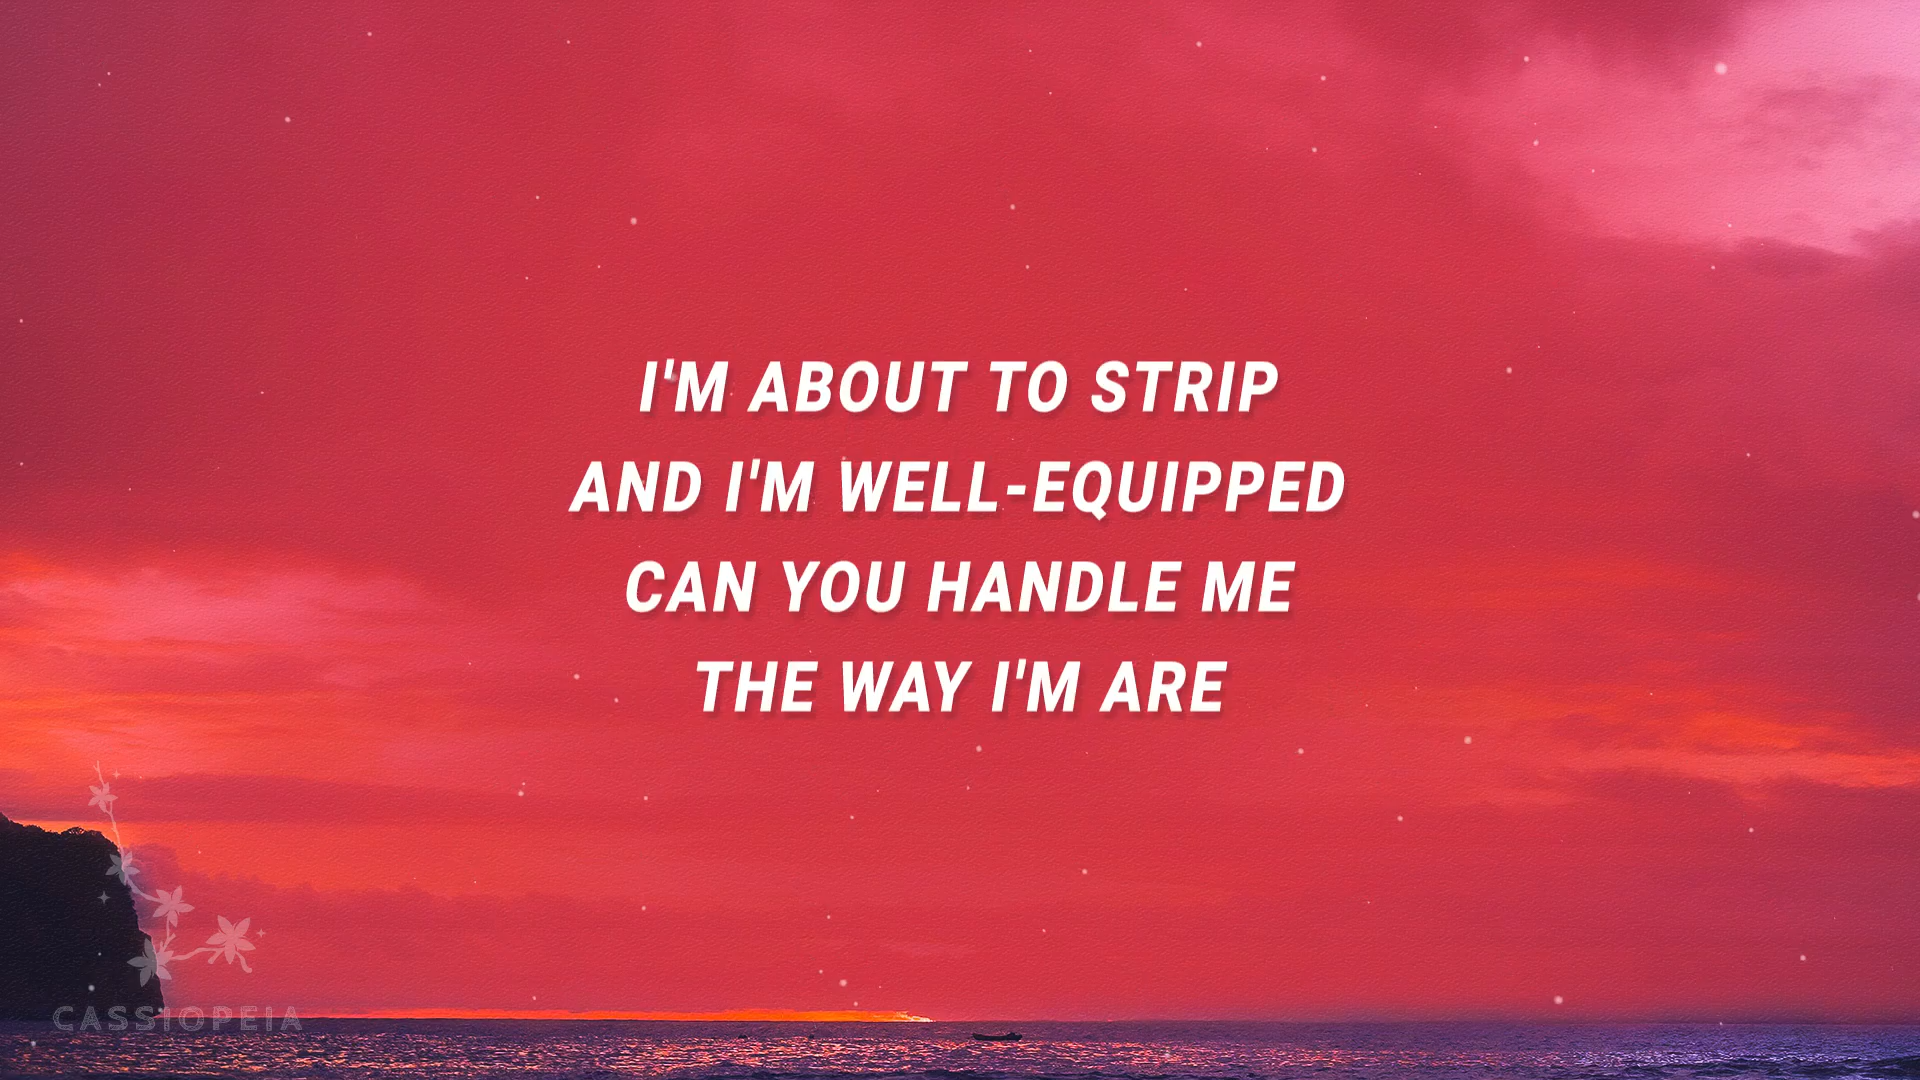 I'M ABOUT TO STRIP
AND I'M WELL-EQUIPPED
CAN YOU HANDLE ME
THE WAY I'M ARE
CASSIOPEIA